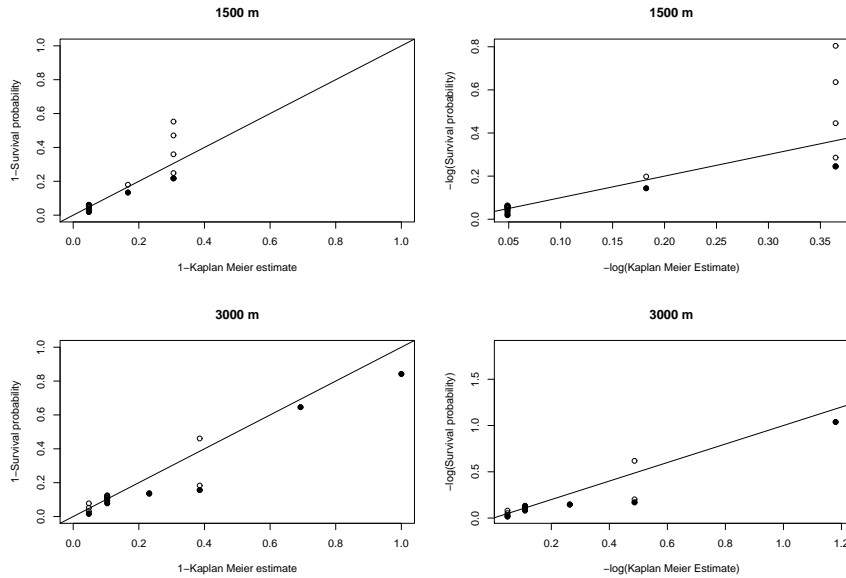 1500 m
1−Survival probability
0.0 0.2 0.4 0.6 0.8 1.0
0.0 0.2 0.4 0.6 0.8 1.0
1−Kaplan Meier estimate
1500 m
−log(Survival probability)
0.0 0.2 0.4 0.6 −0.8
0.05 0.10 0.15 0.20 0.25 0.30 0.35
−log(Kaplan Meier Estimate)
3000 m
1−Survival probability
0.0 0.2 0.4 0.6 0.8 1.0
0.0 0.2 0.4 0.6 0.8 1.0
1−Kaplan Meier estimate
3000 m
−log(Survival probability)
0.0 0.5 1.0 1.5
0.2 0.4 0.6 0.8 1.0 1.2
−log(Kaplan Meier Estimate)